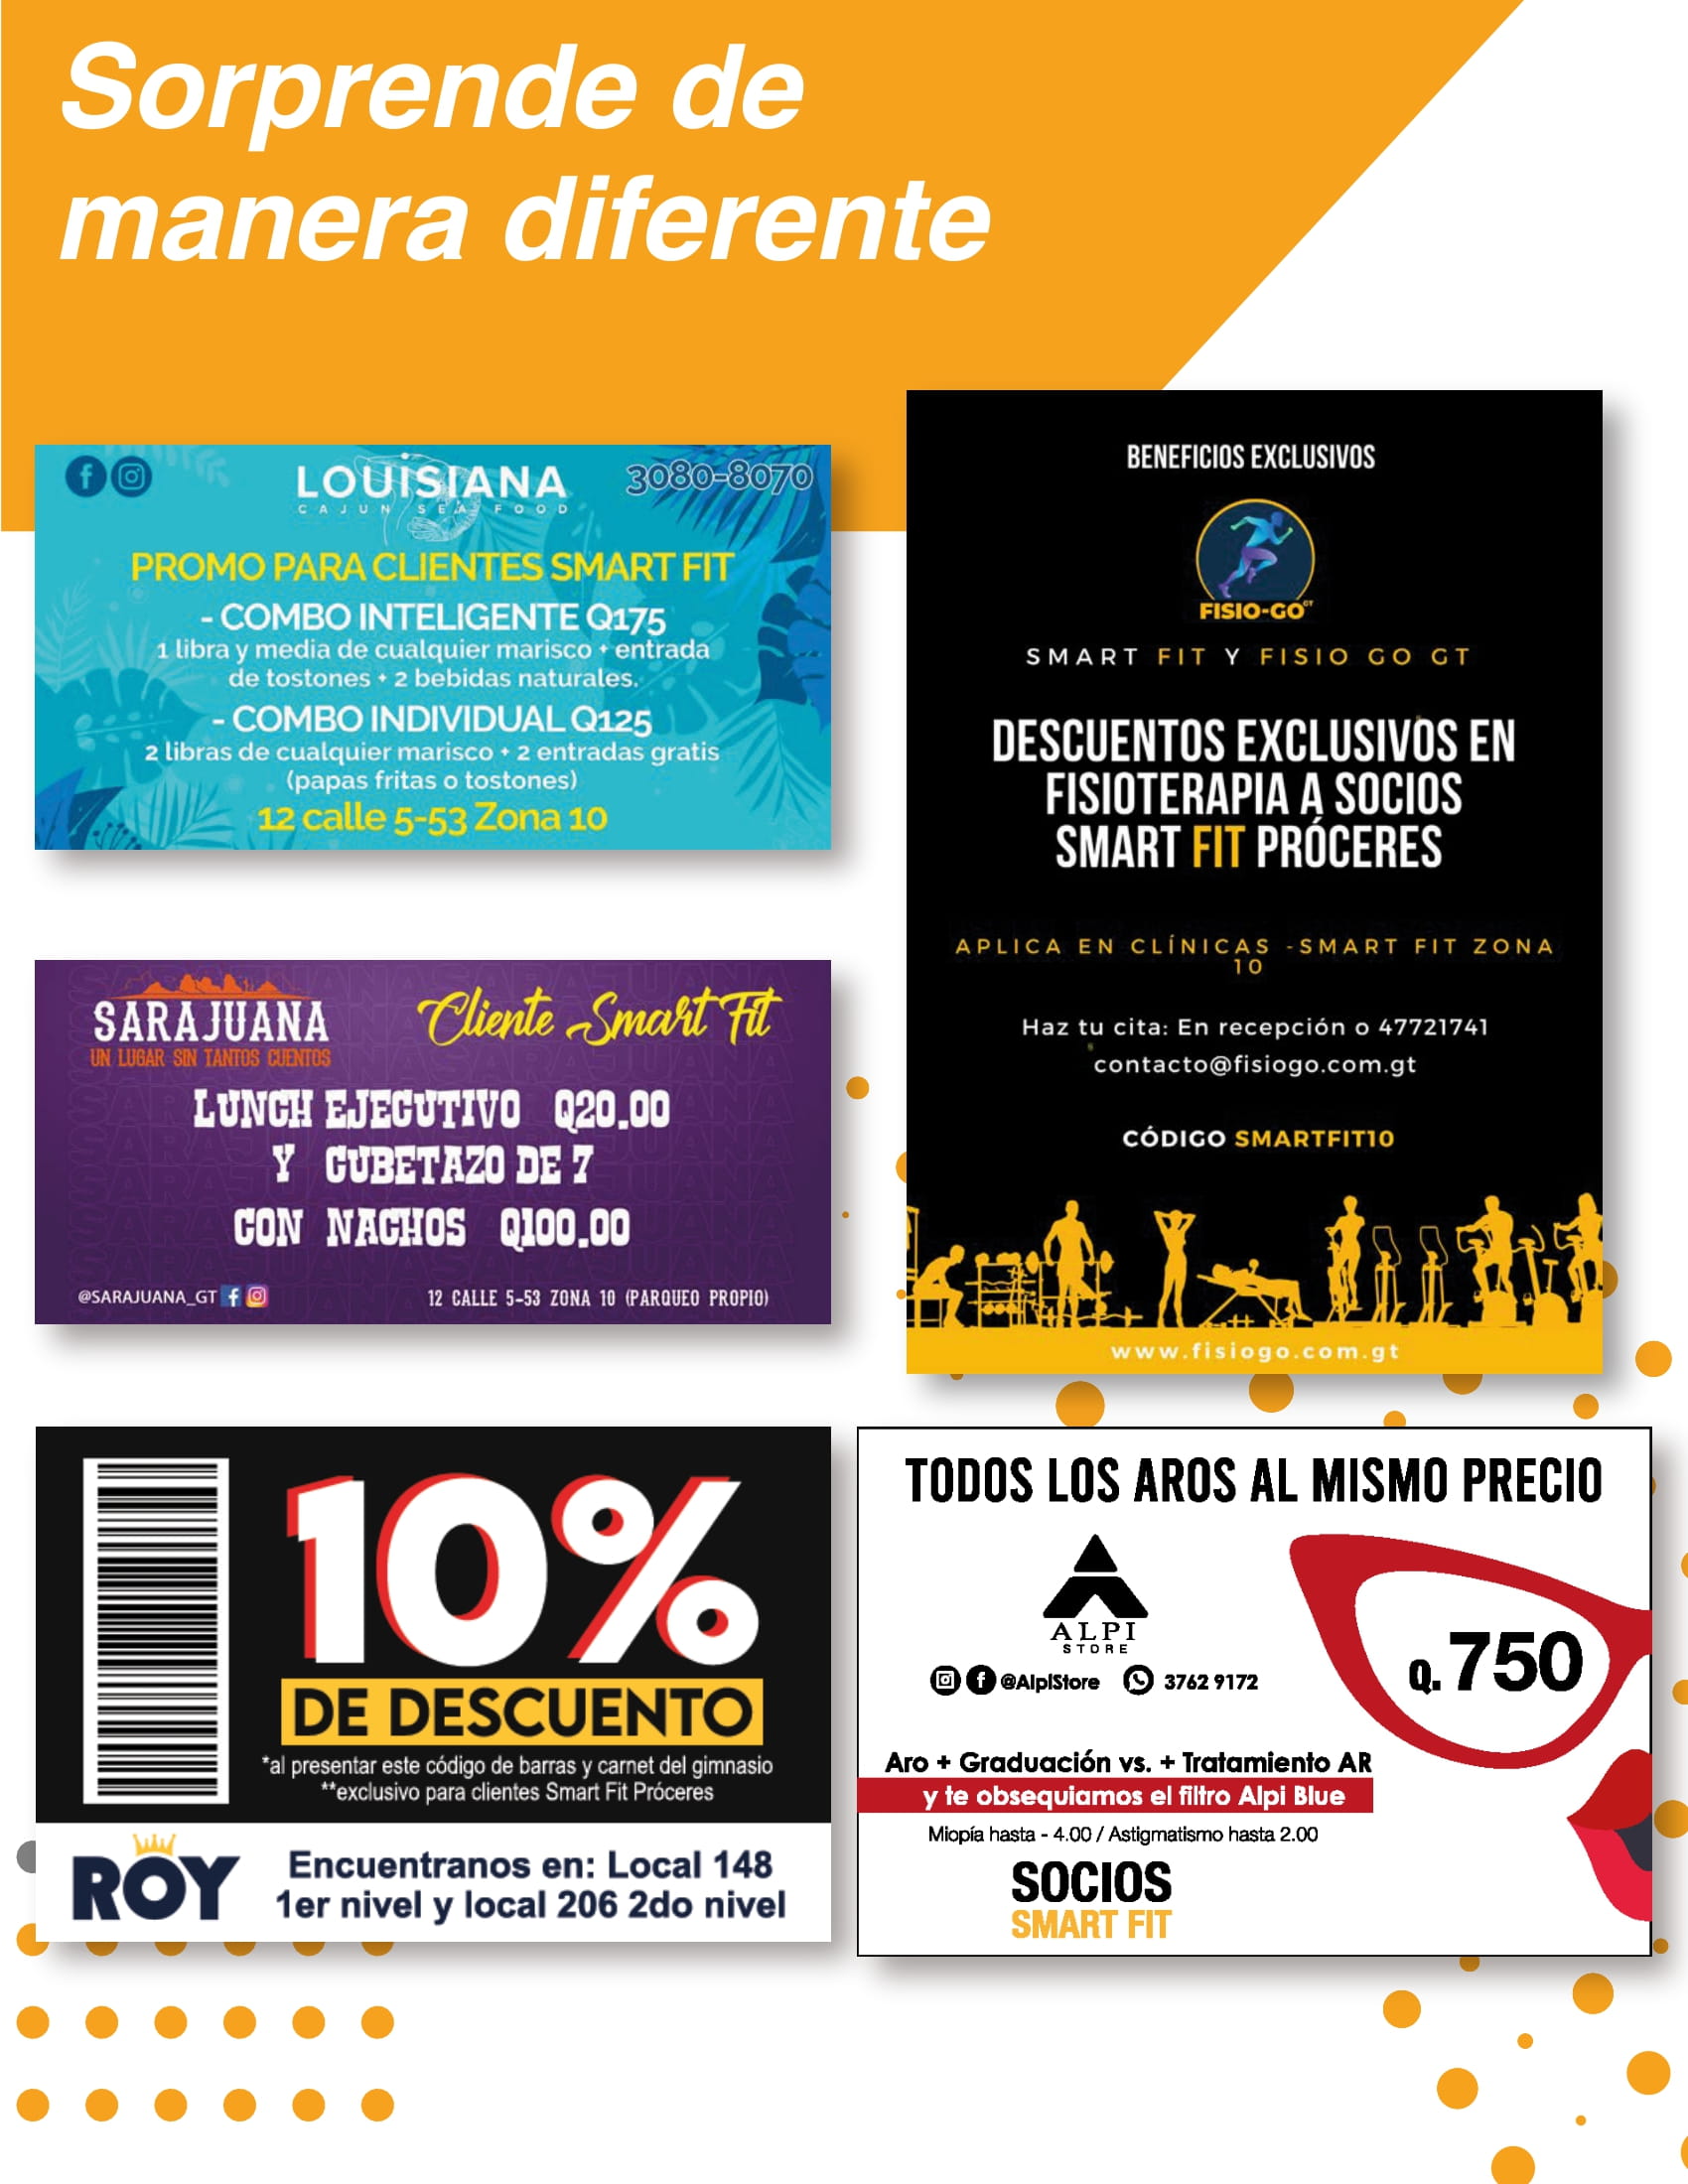 Sorprende de
manera diferente
LOUISIANA
CAJUN SEA FOOD
3080-8070
PROMO PARA CLIENTES SMART FIT
- COMBO INTELIGENTE Q175
1 libra y media de cualquier marisco + entrada
de tostones + 2 bebidas naturales.
- COMBO INDIVIDUAL Q125
2 libras de cualquier marisco + 2 entradas gratis
(papas fritas o tostones)
12 calle 5-53 Zona 10
BENEFICIOS EXCLUSIVOS
FISIO-GO GT
SMART FIT Y FISIO GO GT
DESCUENTOS EXCLUSIVOS EN
FISIOTERAPIA A SOCIOS
SMART FIT PRÓCERES
APLICA EN CLÍNICAS -SMART FIT ZONA
10
Haz tu cita: En recepción o 47721741
contacto@fisiogo.com.gt
CÓDIGO SMARTFIT10
www.fisiogo.com.gt
SARAJUANA
UN LUGAR SIN TANTOS CUENTOS
Cliente Smart Fit
LUNCH EJECUTIVO Q20.00
Y CUBETAZO DE 7
CON NACHOS Q100.00
@SARAJUANA_GT
12 CALLE 5-53 ZONA 10 (PARQUEO PROPIO)
10%
DE DESCUENTO
*al presentar este código de barras y carnet del gimnasio
**exclusivo para clientes Smart Fit Próceres
ROY
Encuentranos en: Local 148
1er nivel y local 206 2do nivel
TODOS LOS AROS AL MISMO PRECIO
ALPI
STORE
@AlpiStore 3762 9172
Q. 750
Aro + Graduación vs. + Tratamiento AR
y te obsequiamos el filtro Alpi Blue
Miopía hasta - 4.00 / Astigmatismo hasta 2.00
SOCIOS
SMART FIT